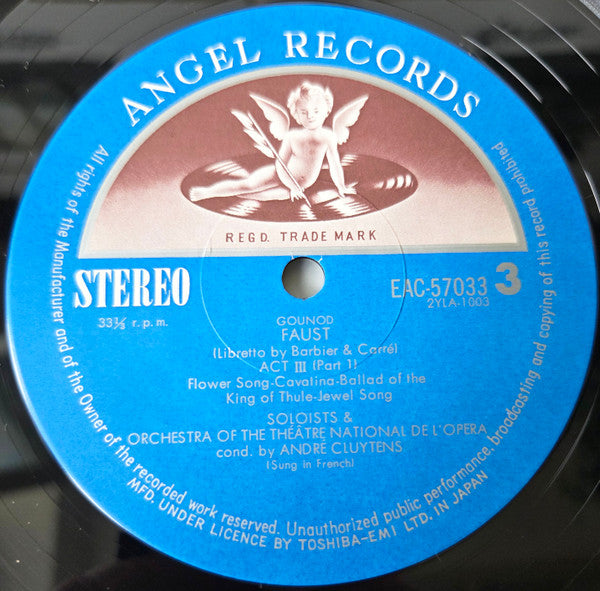 ANGEL RECORDS
REGD. TRADE MARK
STEREO
33⅓ r.p.m.
EAC-57033 3
2YLA-1003
GOUNOD
FAUST
(Libretto by Barbier & Carré)
ACT III (Part 1)
Flower Song-Cavatina-Ballad of the
King of Thule-Jewel Song
SOLOISTS &
ORCHESTRA OF THE THÉÂTRE NATIONAL DE L'OPERA
cond. by ANDRÉ CLUYTENS
(Sung in French)
All rights of the Manufacturer and of the Owner of the recorded work reserved. Unauthorized public performance, broadcasting and copying of this record prohibited
MFD. UNDER LICENCE BY TOSHIBA-EMI LTD. IN JAPAN